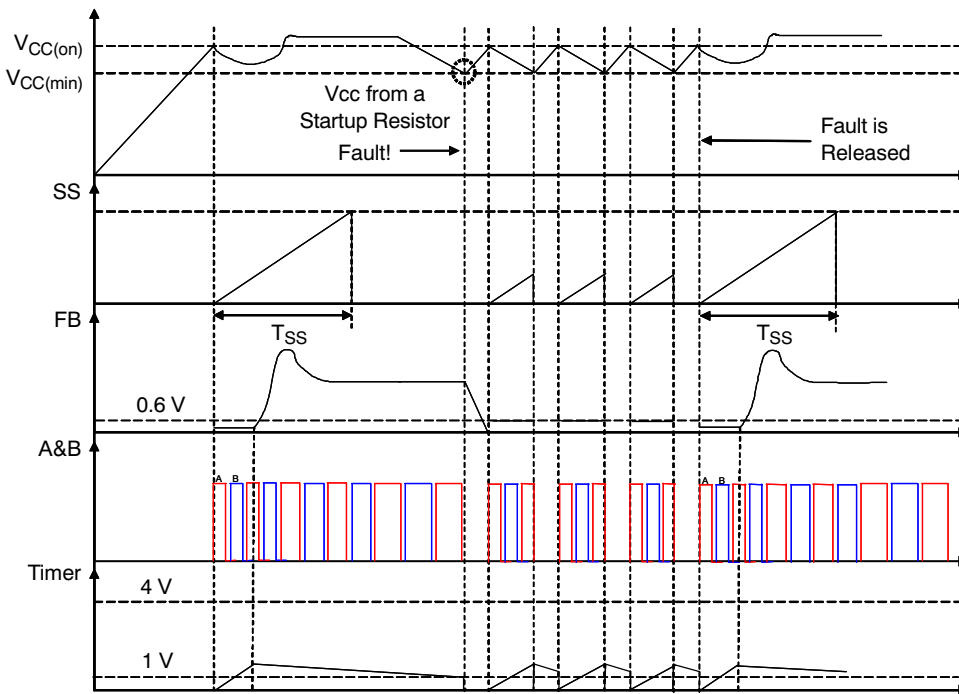 VCC(on)
VCC(min)
Vcc from a
Startup Resistor
Fault!
Fault is
Released
SS
TSS
TSS
FB
0.6 V
A&B
A B
A B
Timer
4 V
1 V